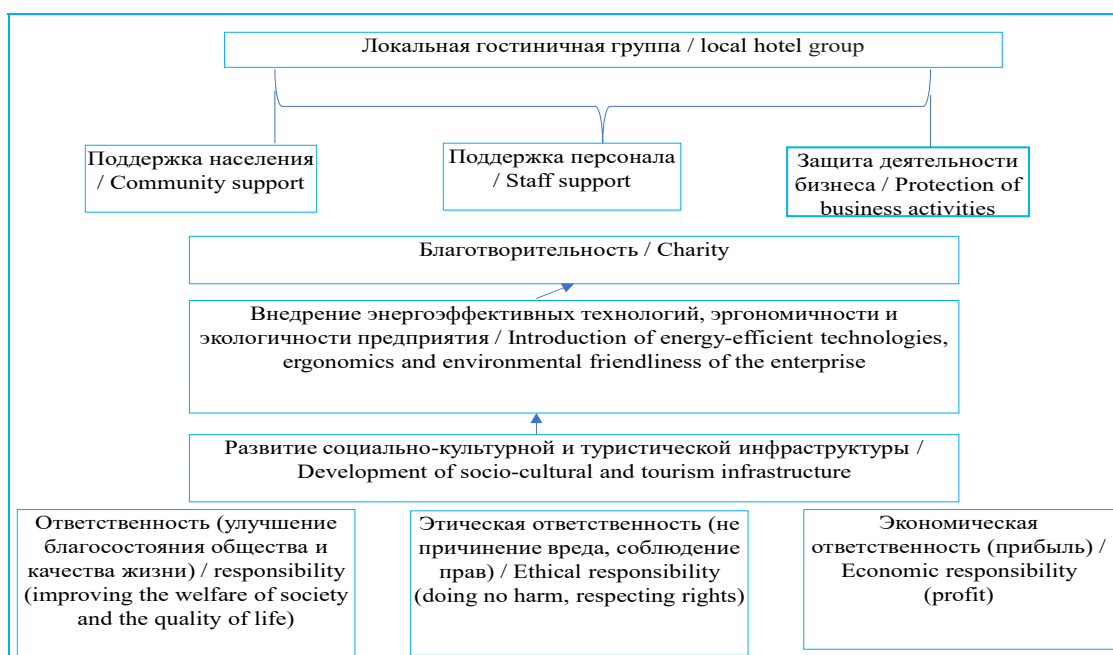 Локальная гостиничная группа / local hotel group
Поддержка населения
/ Community support
Поддержка персонала
/ Staff support
Защита деятельности
бизнеса / Protection of
business activities
Благотворительность / Charity
Внедрение энергоэффективных технологий, эргономичности и
экологичности предприятия / Introduction of energy-efficient technologies,
ergonomics and environmental friendliness of the enterprise
Развитие социально-культурной и туристической инфраструктуры /
Development of socio-cultural and tourism infrastructure
Ответственность (улучшение
благосостояния общества и
качества жизни) / responsibility
(improving the welfare of society
and the quality of life)
Этическая ответственность (не
причинение вреда, соблюдение
прав) / Ethical responsibility
(doing no harm, respecting rights)
Экономическая
ответственность (прибыль) /
Economic responsibility
(profit)